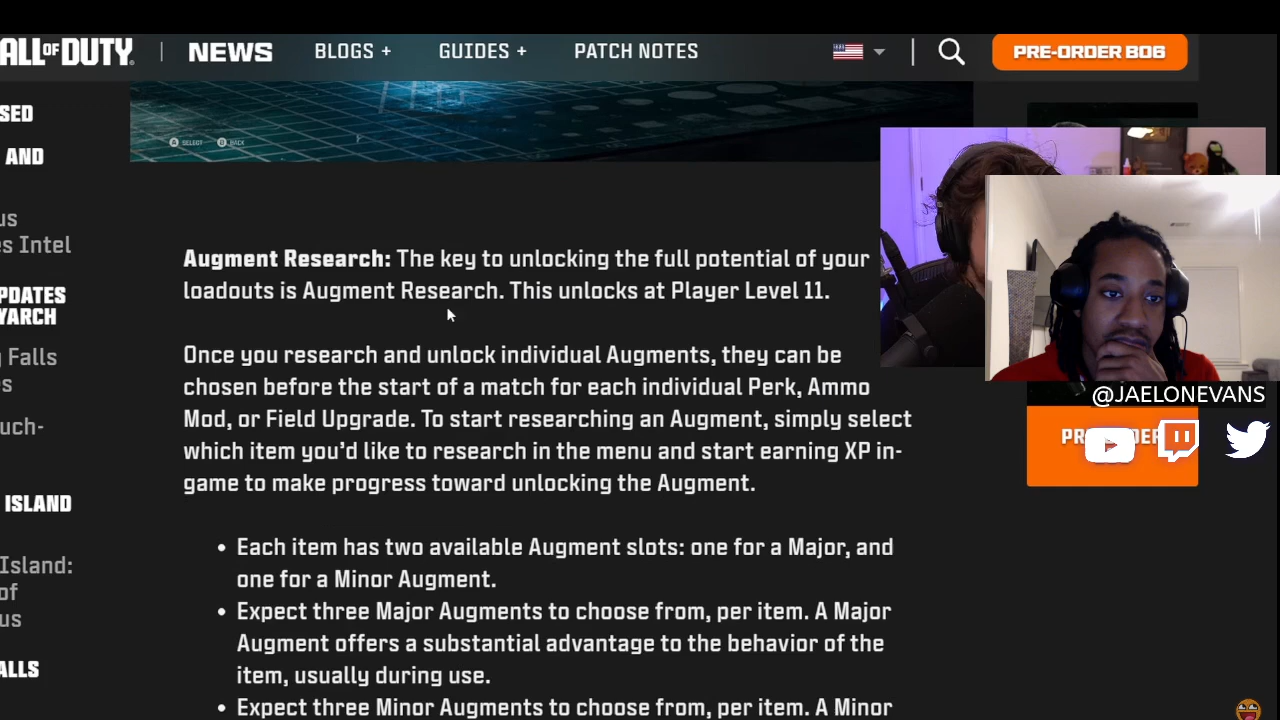 ALL OF DUTY.
NEWS
BLOGS +
GUIDES +
PATCH NOTES
PRE-ORDER BO6
SED
AND
us
es Intel
PDATES
YARCH
g Falls
es
uch-
ISLAND
Island:
of
us
ALLS
A SELECT B BACK
Augment Research: The key to unlocking the full potential of your
loadouts is Augment Research. This unlocks at Player Level 11.
Once you research and unlock individual Augments, they can be
chosen before the start of a match for each individual Perk, Ammo
Mod, or Field Upgrade. To start researching an Augment, simply select
which item you'd like to research in the menu and start earning XP in-
game to make progress toward unlocking the Augment.
• Each item has two available Augment slots: one for a Major, and
one for a Minor Augment.
• Expect three Major Augments to choose from, per item. A Major
Augment offers a substantial advantage to the behavior of the
item, usually during use.
• Expect three Minor Augments to choose from, per item. A Minor
@JAELONEVANS